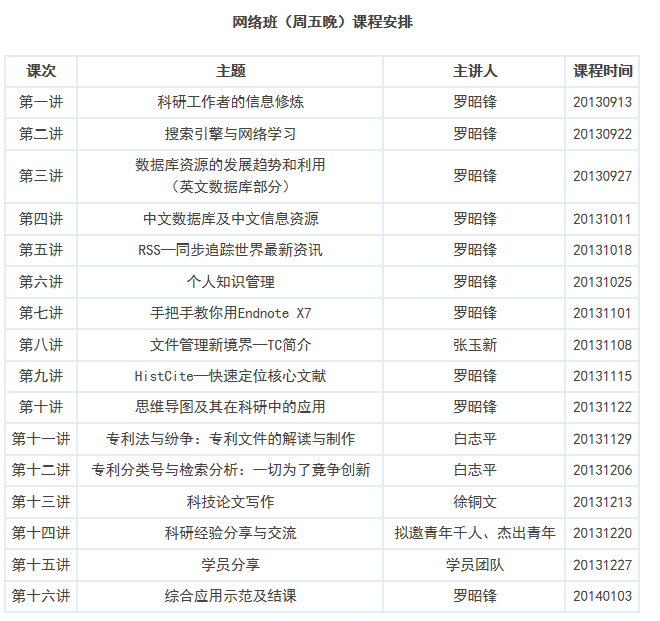 网络班（周五晚）课程安排
课次 主题 主讲人 课程时间
第一讲 科研工作者的信息修炼 罗昭锋 20130913
第二讲 搜索引擎与网络学习 罗昭锋 20130922
第三讲 数据库资源的发展趋势和利用 罗昭锋 20130927
（英文数据库部分）
第四讲 中文数据库及中文信息资源 罗昭锋 20131011
第五讲 RSS—同步追踪世界最新资讯 罗昭锋 20131018
第六讲 个人知识管理 罗昭锋 20131025
第七讲 手把手教你用Endnote X7 罗昭锋 20131101
第八讲 文件管理新境界—TC简介 张玉新 20131108
第九讲 HistCite—快速定位核心文献 罗昭锋 20131115
第十讲 思维导图及其在科研中的应用 罗昭锋 20131122
第十一讲 专利法与纷争：专利文件的解读与制作 白志平 20131129
第十二讲 专利分类号与检索分析：一切为了竟争创新 白志平 20131206
第十三讲 科技论文写作 徐铜文 20131213
第十四讲 科研经验分享与交流 拟邀青年千人、杰出青年 20131220
第十五讲 学员分享 学员团队 20131227
第十六讲 综合应用示范及结课 罗昭锋 20140103